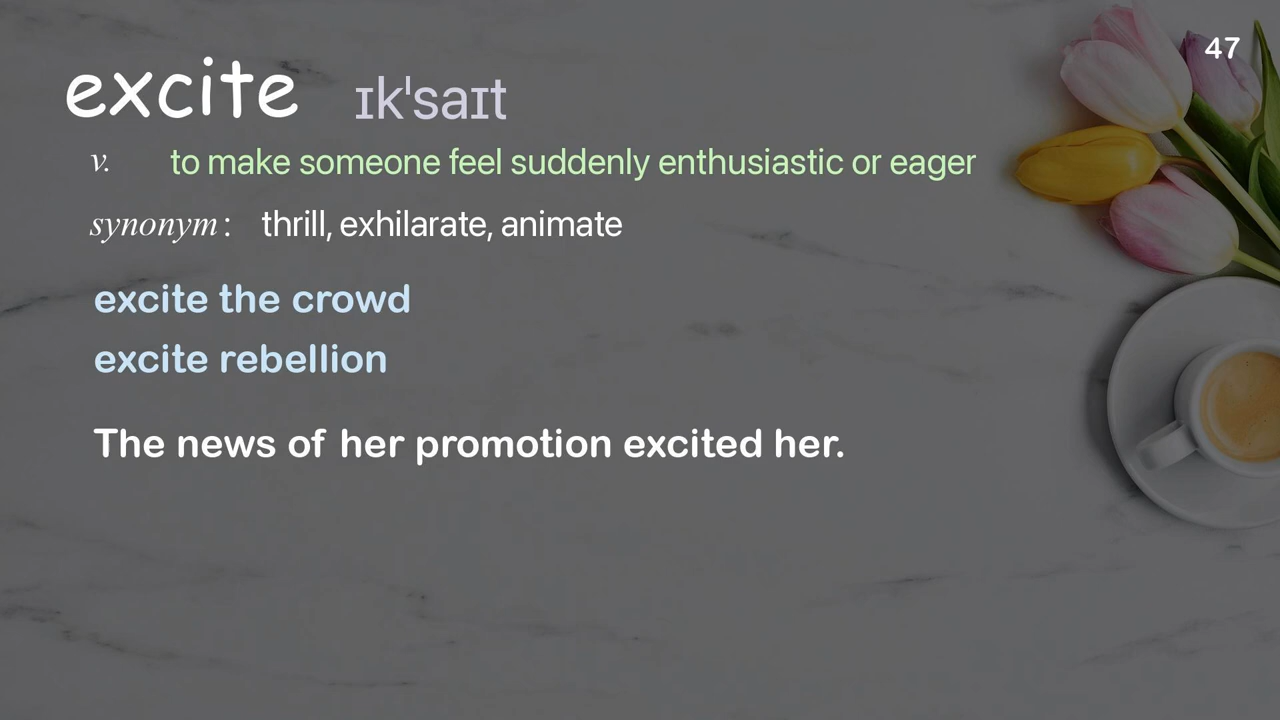 47
excite ɪkˈsaɪt
v. to make someone feel suddenly enthusiastic or eager
synonym: thrill, exhilarate, animate
excite the crowd
excite rebellion
The news of her promotion excited her.